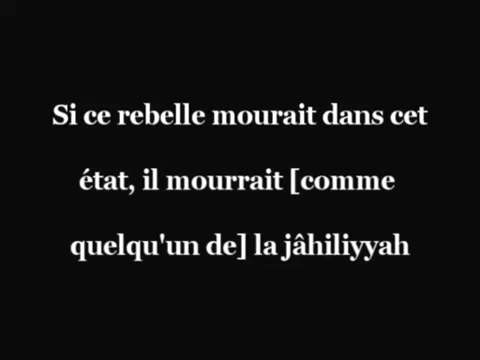 Si ce rebelle mourait dans cet
état, il mourrait [comme
quelqu'un de] la jâhiliyyah